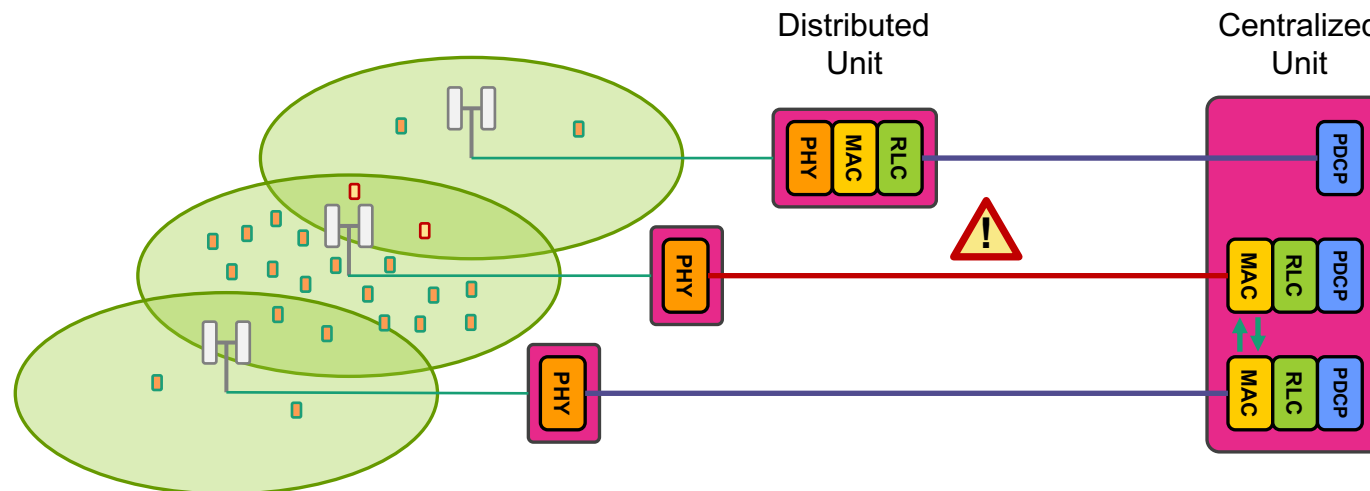 Distributed
Unit
Centralized
Unit
PHY
MAC
RLC
PDCP
!
PHY
MAC
RLC
PDCP
PHY
MAC
RLC
PDCP